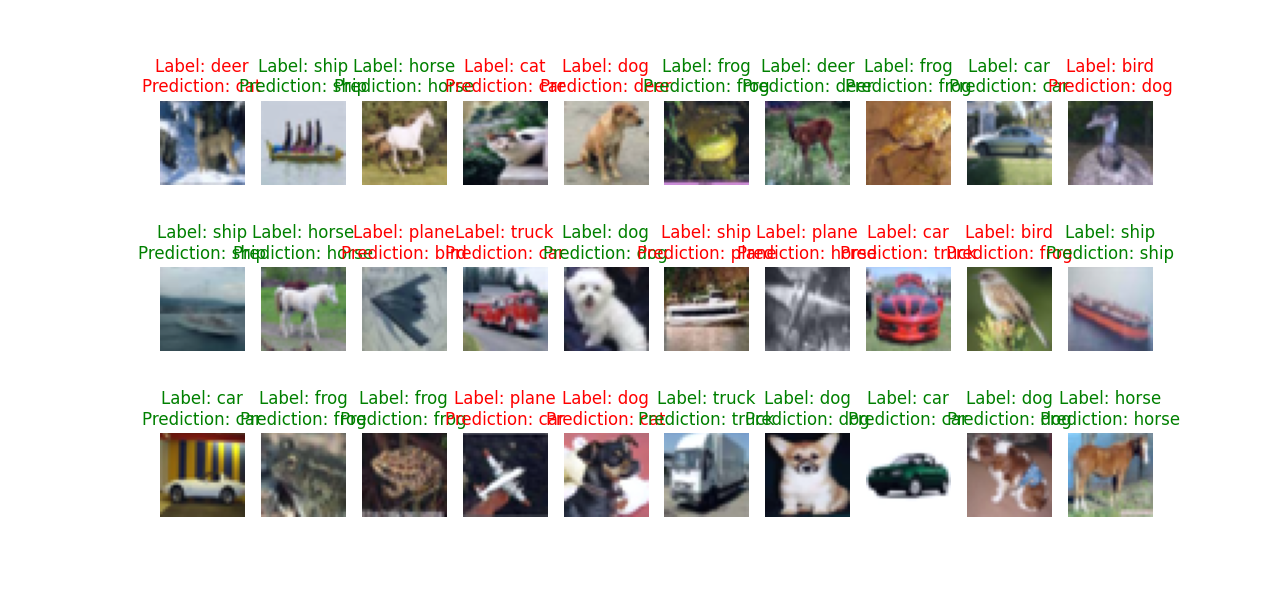 Label: deer Label: ship Label: horse Label: cat Label: dog Label: frog Label: deer Label: frog Label: car Label: bird
Prediction: cat Prediction: ship Prediction: horse Prediction: car Prediction: deer Prediction: frog Prediction: deer Prediction: frog Prediction: car Prediction: dog
Label: ship Label: horse Label: plane Label: truck Label: dog Label: ship Label: plane Label: car Label: bird Label: ship
Prediction: ship Prediction: horse Prediction: bird Prediction: car Prediction: dog Prediction: plane Prediction: horse Prediction: truck Prediction: frog Prediction: ship
Label: car Label: frog Label: frog Label: plane Label: dog Label: truck Label: dog Label: car Label: dog Label: horse
Prediction: car Prediction: frog Prediction: frog Prediction: car Prediction: cat Prediction: truck Prediction: dog Prediction: car Prediction: dog Prediction: horse